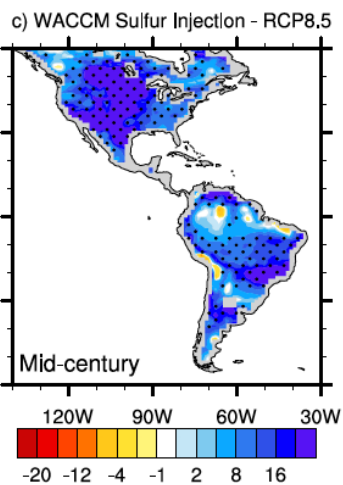 c) WACCM Sulfur Injection - RCP8.5
Mid-century
120W 90W 60W 30W
-20 -12 -4 -1 2 8 16